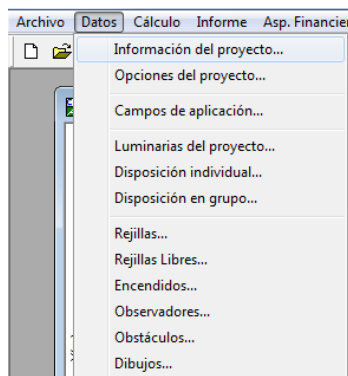 Archivo Datos Cálculo Informe Asp. Financie
Información del proyecto...
Opciones del proyecto...
Campos de aplicación...
Luminarias del proyecto...
Disposición individual...
Disposición en grupo...
Rejillas...
Rejillas Libres...
Encendidos...
Observadores...
Obstáculos...
Dibujos...